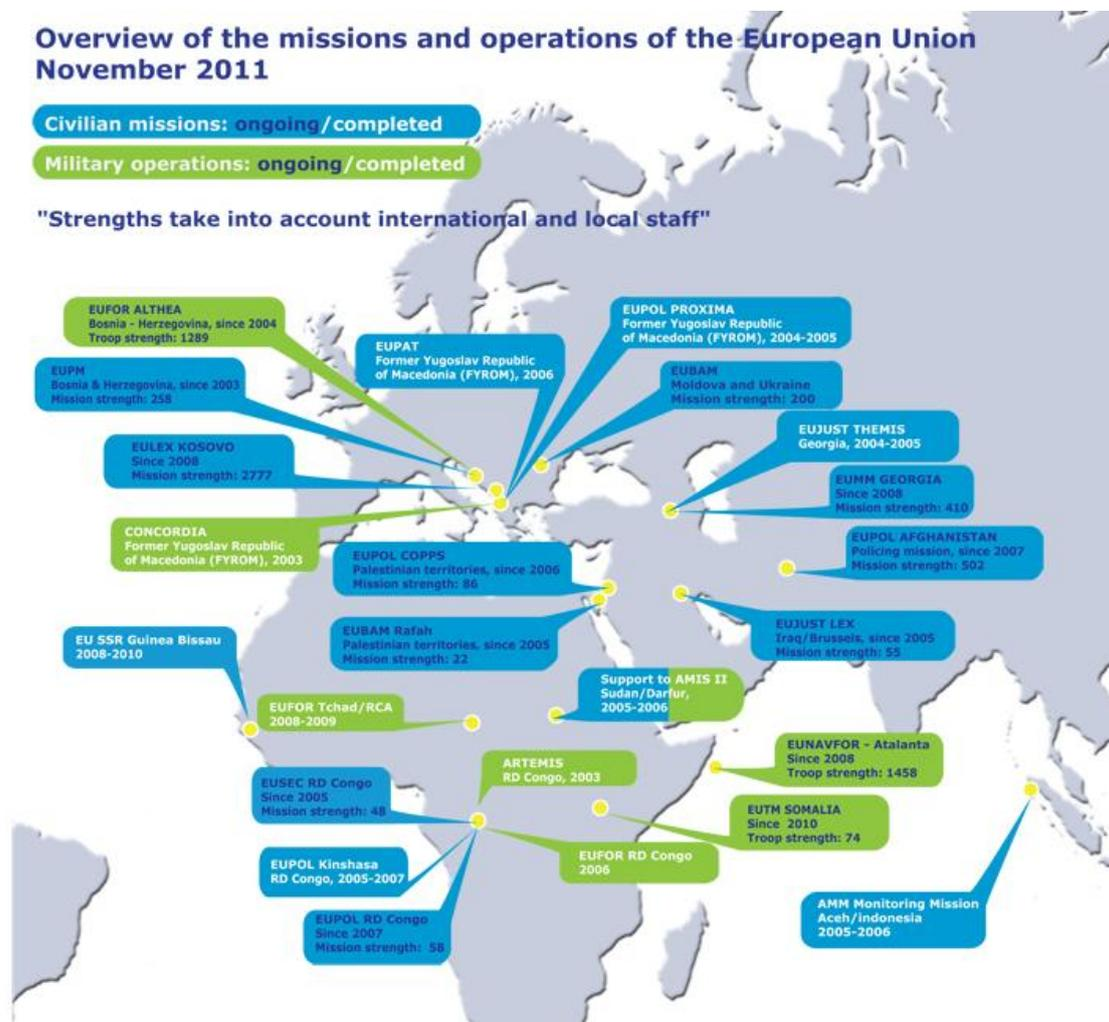 Overview of the missions and operations of the European Union
November 2011
Civilian missions: ongoing/completed
Military operations: ongoing/completed
"Strengths take into account international and local staff"
EUFOR ALTHEA
Bosnia - Herzegovina, since 2004
Troop strength: 1289
EUPM
Bosnia & Herzegovina, since 2003
Mission strength: 258
EULEX KOSOVO
Since 2008
Mission strength: 2777
CONCORDIA
Former Yugoslav Republic
of Macedonia (FYROM), 2003
EUPAT
Former Yugoslav Republic
of Macedonia (FYROM), 2006
EUPOL PROXIMA
Former Yugoslav Republic
of Macedonia (FYROM), 2004-2005
EUBAM
Moldova and Ukraine
Mission strength: 200
EUJUST THEMIS
Georgia, 2004-2005
EUMM GEORGIA
Since 2008
Mission strength: 410
EUPOL AFGHANISTAN
Policing mission, since 2007
Mission strength: 502
EUPOL COPPS
Palestinian territories, since 2006
Mission strength: 86
EUBAM Rafah
Palestinian territories, since 2005
Mission strength: 22
EUJUST LEX
Iraq/Brussels, since 2005
Mission strength: 55
EU SSR Guinea Bissau
2008-2010
EUFOR Tchad/RCA
2008-2009
Support to AMIS II
Sudan/Darfur,
2005-2006
ARTEMIS
RD Congo, 2003
EUNAVFOR - Atalanta
Since 2008
Troop strength: 1458
EUSEC RD Congo
Since 2005
Mission strength: 48
EUTM SOMALIA
Since 2010
Troop strength: 74
EUPOL Kinshasa
RD Congo, 2005-2007
EUFOR RD Congo
2006
EUPOL RD Congo
Since 2007
Mission strength: 58
AMM Monitoring Mission
Aceh/indonesia
2005-2006